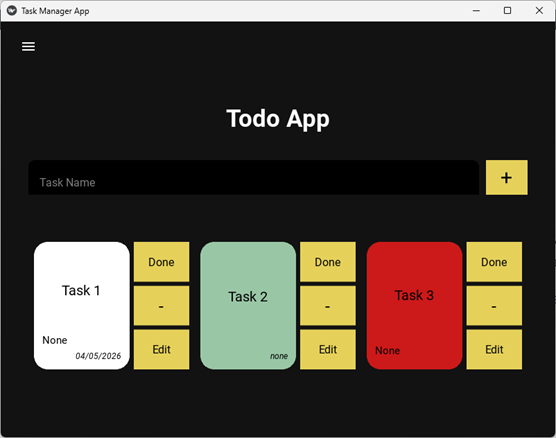 Task Manager App
Todo App
Task Name
+
Task 1
None
04/05/2026
Done
-
Edit
Task 2
none
Done
-
Edit
Task 3
None
Done
-
Edit